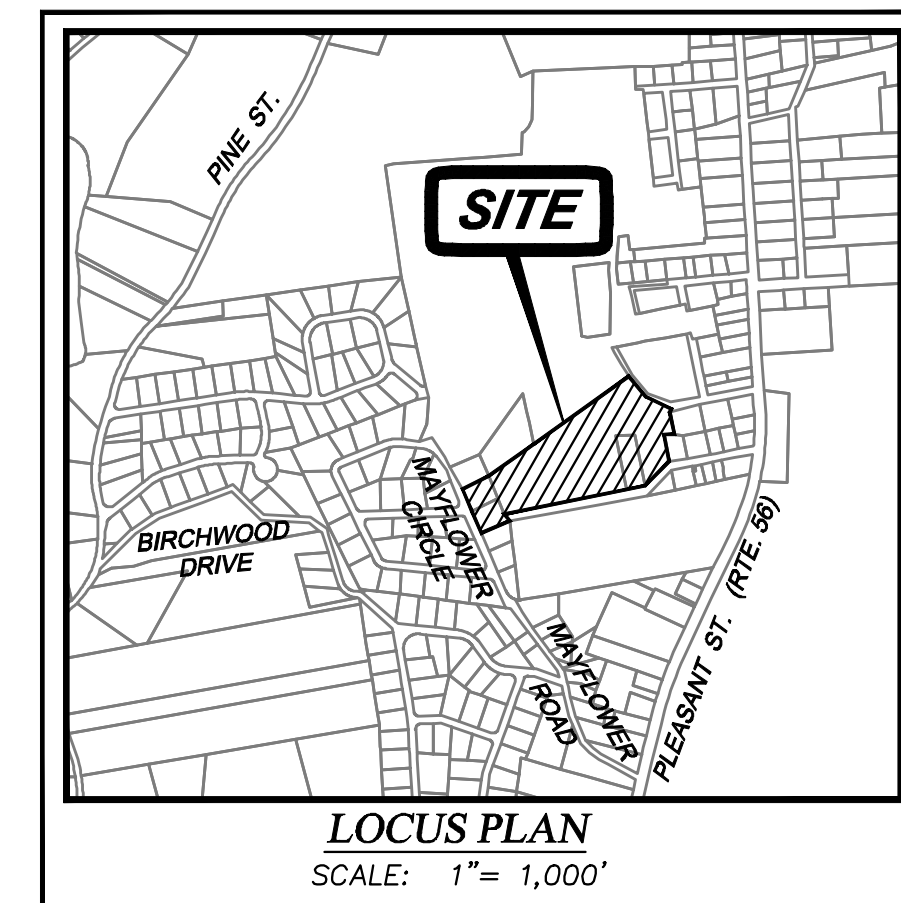 PINE ST.
SITE
MAYFLOWER
CIRCLE
BIRCHWOOD
DRIVE
PLEASANT ST. (RTE. 56)
MAYFLOWER
ROAD
LOCUS PLAN
SCALE: 1"= 1,000'